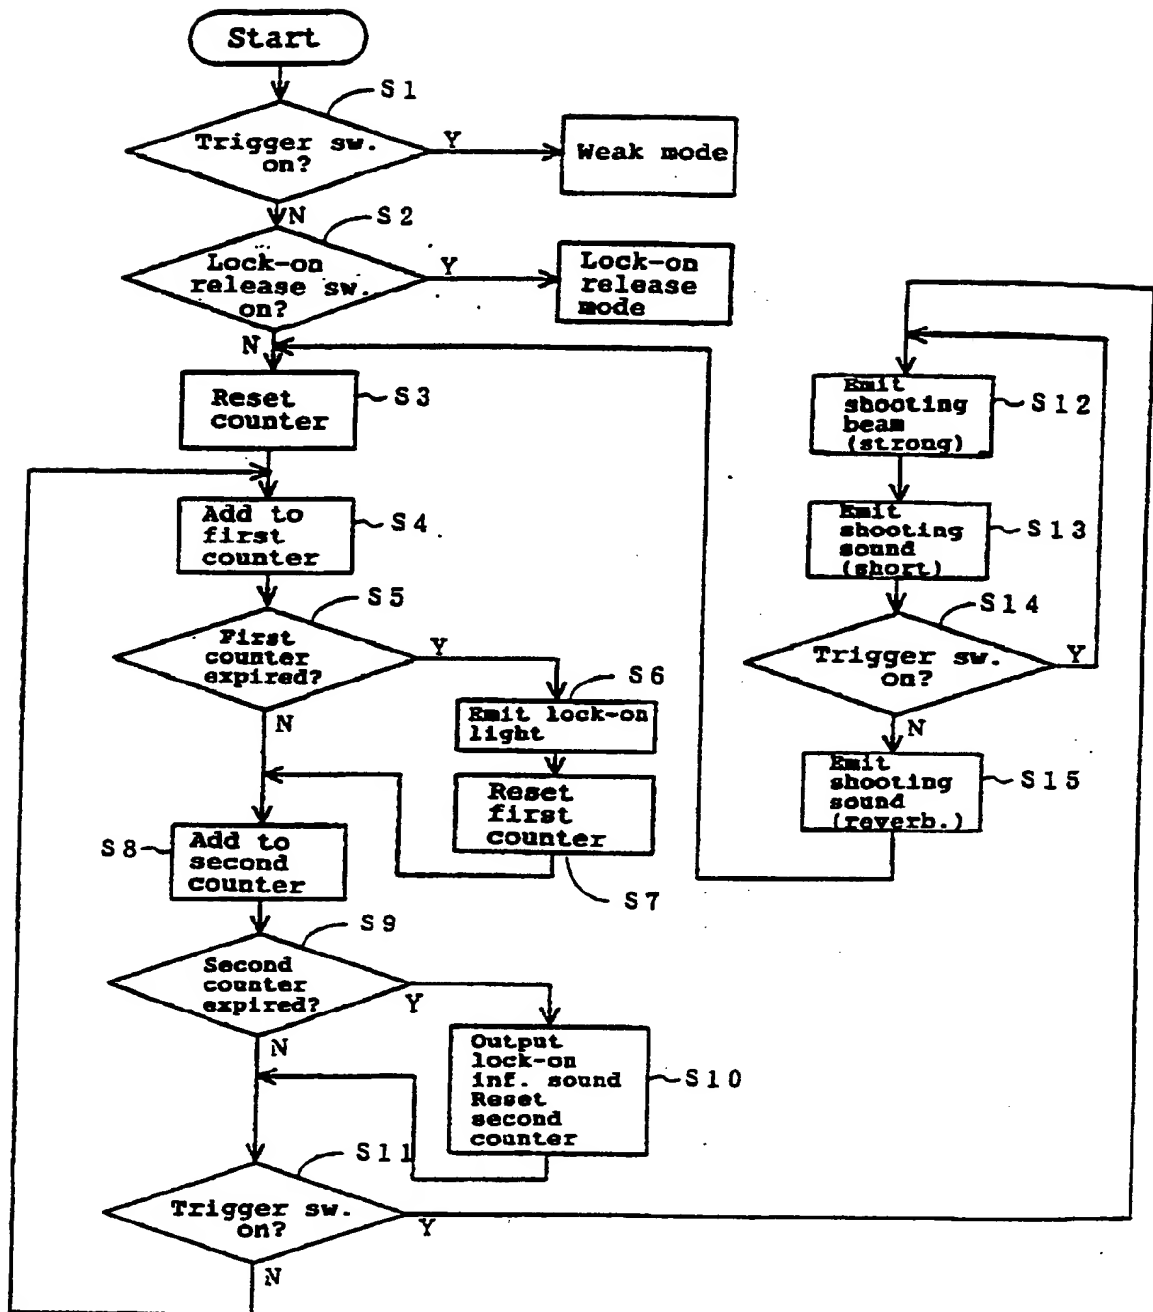 Start
S1
Trigger sw.
on?
Y
Weak mode
N
S2
Lock-on
release sw.
on?
Y
Lock-on
release
mode
N
Reset
counter
S3
Add to
first
counter
S4
S5
First
counter
expired?
Y
N
S6
Emit lock-on
light
Reset
first
counter
S7
S8
Add to
second
counter
S9
Second
counter
expired?
Y
N
Output
lock-on
inf. sound
Reset
second
counter
S10
S11
Trigger sw.
on?
Y
N
Emit
shooting
beam
(strong)
S12
Emit
shooting
sound
(short)
S13
S14
Trigger sw.
on?
Y
N
Emit
shooting
sound
(reverb.)
S15